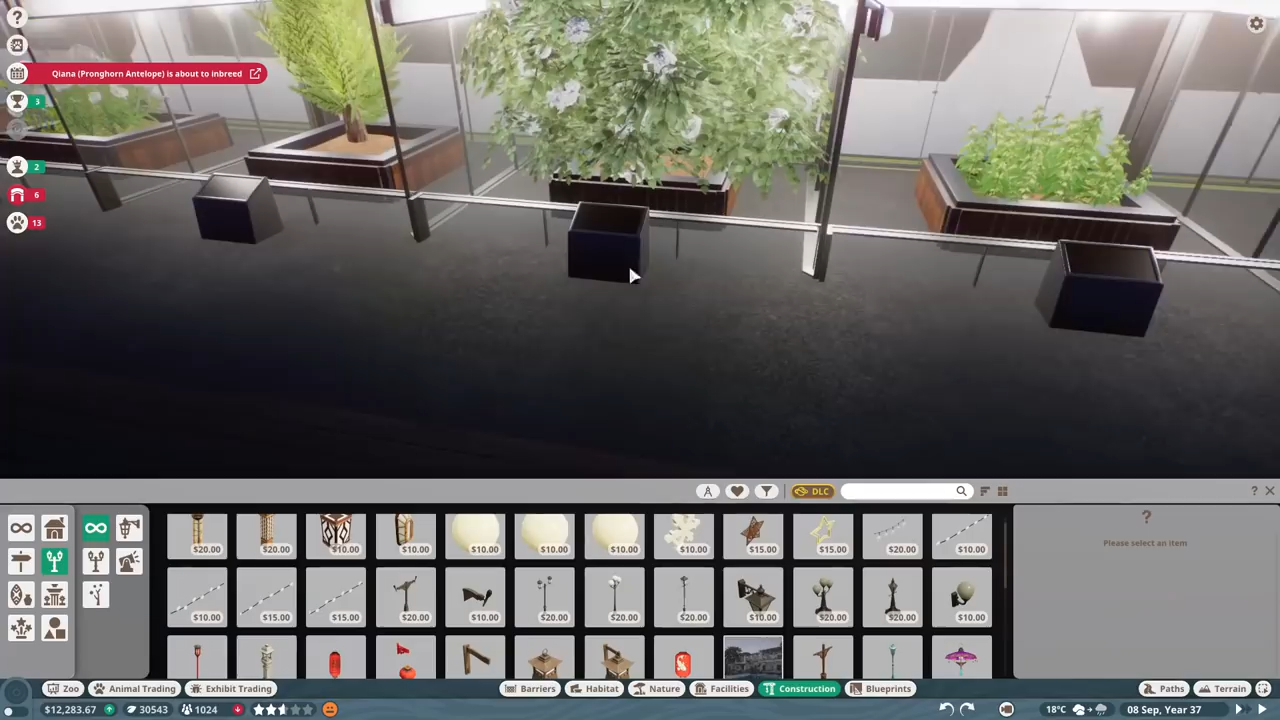 ?
Qiana (Pronghorn Antelope) is about to inbreed
3
2
6
13
DLC
?
$20.00 $20.00 $10.00 $10.00 $10.00 $10.00 $10.00 $10.00 $15.00 $15.00 $20.00 $10.00
?
Please select an item
$10.00 $10.00 $15.00 $20.00 $10.00 $20.00 $20.00 $20.00 $10.00 $20.00 $20.00 $10.00
Zoo Animal Trading Exhibit Trading Barriers Habitat Nature Facilities Construction Blueprints Paths Terrain
$12,283.67 30543 1024 18°C 08 Sep, Year 37